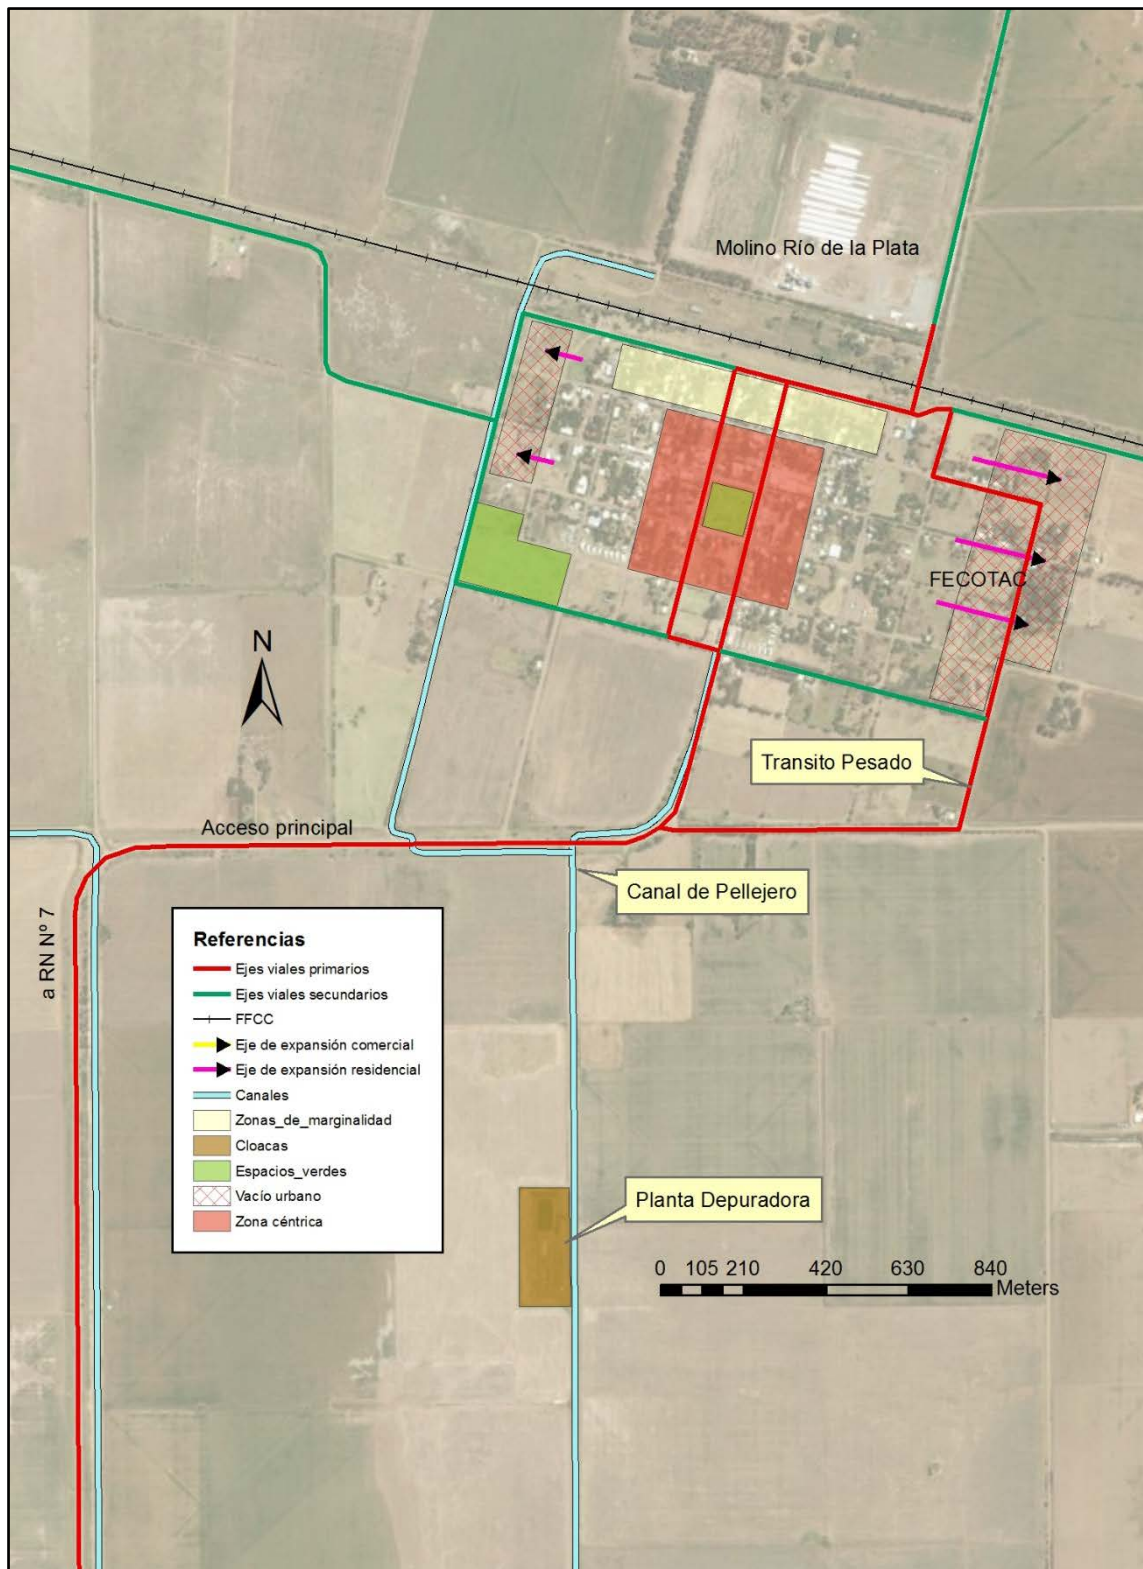 Molino Río de la Plata
FECOTAC
N
Transito Pesado
Acceso principal
Canal de Pellejero
a RN Nº 7
Referencias
Ejes viales primarios
Ejes viales secundarios
FFCC
Eje de expansión comercial
Eje de expansión residencial
Canales
Zonas_de_marginalidad
Cloacas
Espacios_verdes
Vacío urbano
Zona céntrica
Planta Depuradora
0 105 210 420 630 840
Meters